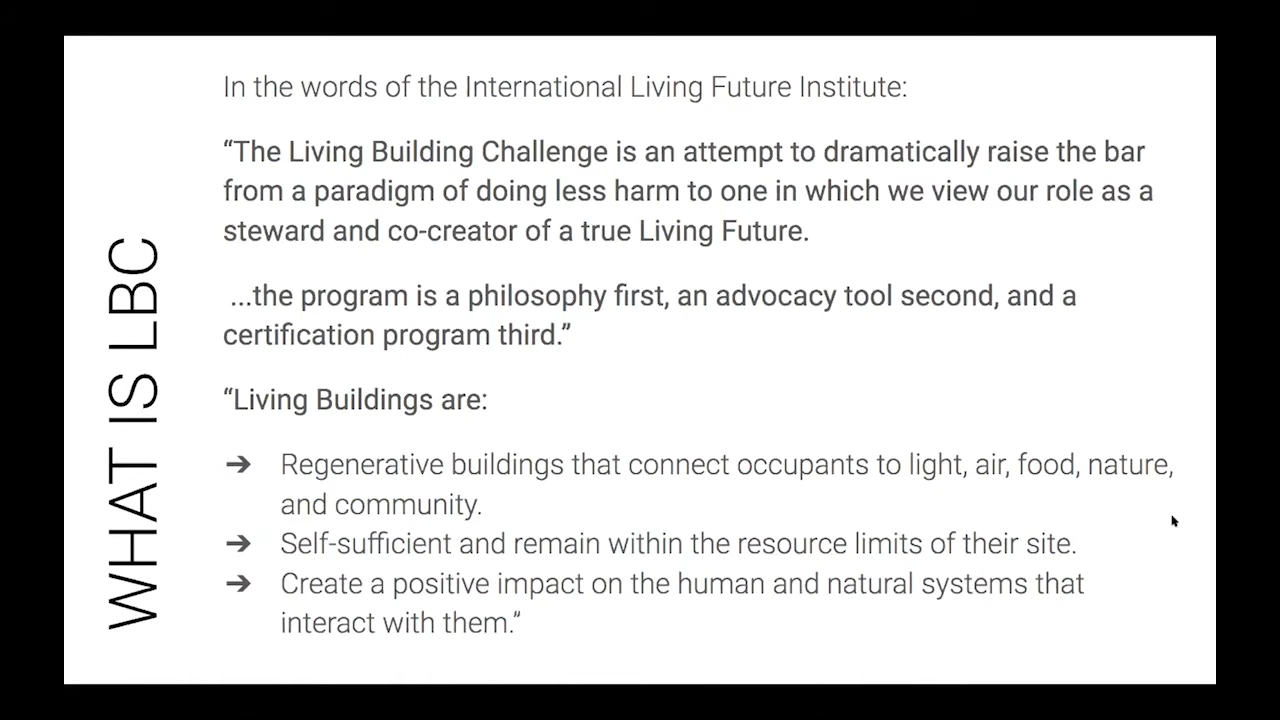 WHAT IS LBC
In the words of the International Living Future Institute:
“The Living Building Challenge is an attempt to dramatically raise the bar
from a paradigm of doing less harm to one in which we view our role as a
steward and co-creator of a true Living Future.
...the program is a philosophy first, an advocacy tool second, and a
certification program third.”
“Living Buildings are:
➔ Regenerative buildings that connect occupants to light, air, food, nature,
and community.
➔ Self-sufficient and remain within the resource limits of their site.
➔ Create a positive impact on the human and natural systems that
interact with them.”